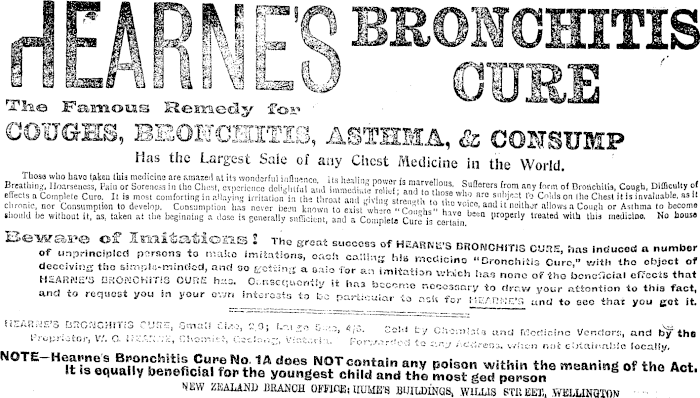 HEARNE'S BRONCHITIS
CURE
The Famous Remedy for
COUGHS, BRONCHITIS, ASTHMA, & CONSUMP
Has the Largest Sale of any Chest Medicine in the World.
Those who have taken this medicine are amazed at its wonderful influence. Its healing power is marvellous. Sufferers from any form of Bronchitis, Cough, Difficulty of
Breathing, Hoarseness, Pain or Soreness in the Chest, experience delightful and immediate relief; and to those who are subject to Colds on the Chest it is invaluable, as it
effects a Complete Cure. It is most comforting in allaying irritation in the throat and giving strength to the voice, and it neither allows a Cough or Asthma to become
chronic, nor Consumption to develop. Consumption has never been known to exist where "Coughs" have been properly treated with this medicine. No house
should be without it, as, taken at the beginning a dose is generally sufficient, and a Complete Cure is certain.
Beware of Imitations! The great success of HEARNE'S BRONCHITIS CURE, has induced a number
of unprincipled persons to make imitations, each calling his medicine "Bronchitis Cure," with the object of
deceiving the simple-minded, and so getting a sale for an imitation which has none of the beneficial effects that
HEARNE'S BRONCHITIS CURE has. Consequently it has become necessary to draw your attention to this fact,
and to request you in your own interests to be particular to ask for HEARNE'S and to see that you get it.
HEARNE'S BRONCHITIS CURE, Small Size, 2/6; Large Size, 4/6. Sold by Chemists and Medicine Vendors, and by the
Proprietor, W. G. HEARNE, Chemist, Geelong, Victoria. Forwarded to any Address, when not obtainable locally.
NOTE—Hearne's Bronchitis Cure No. 1A does NOT contain any poison within the meaning of the Act.
It is equally beneficial for the youngest child and the most ged person
NEW ZEALAND BRANCH OFFICE: HUME'S BUILDINGS, WILLIS STREET, WELLINGTON